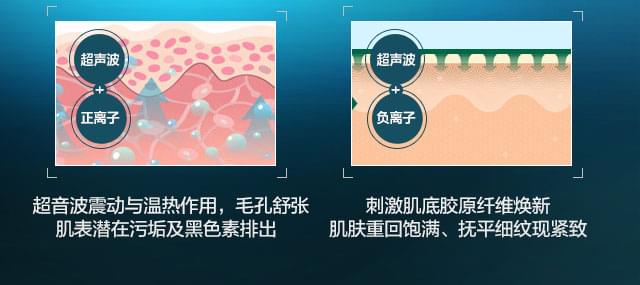 超声波
+
正离子
超音波震动与温热作用，毛孔舒张
肌表潜在污垢及黑色素排出
超声波
+
负离子
刺激肌底胶原纤维焕新
肌肤重回饱满、抚平细纹现紧致